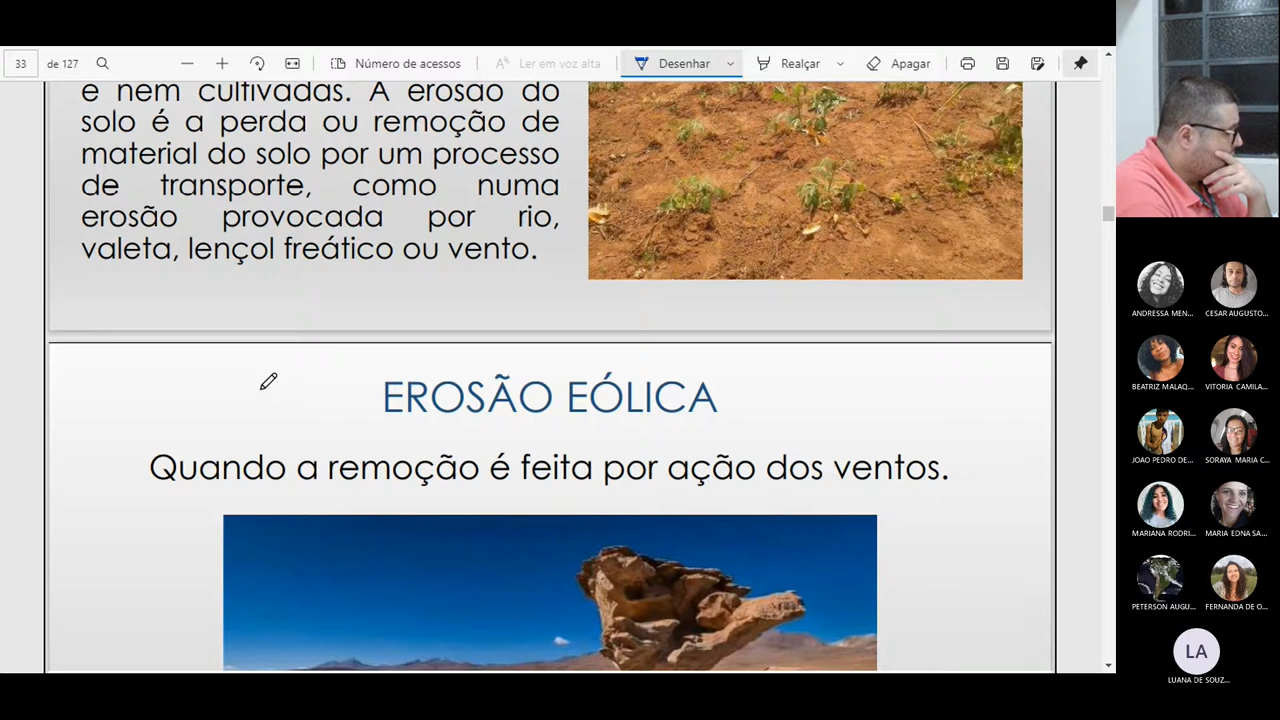 33 de 127 Número de acessos Ler em voz alta Desenhar Realçar Apagar
e nem cultivadas. A erosão do
solo é a perda ou remoção de
material do solo por um processo
de transporte, como numa
erosão provocada por rio,
valeta, lençol freático ou vento.
EROSÃO EÓLICA
Quando a remoção é feita por ação dos ventos.
ANDRESSA MEN... CESAR AUGUSTO...
BEATRIZ MALAQ... VITORIA CAMILA...
JOAO PEDRO DE... SORAYA MARIA C...
MARIANA RODRI... MARIA EDNA SA...
PETERSON AUGU... FERNANDA DE O...
LA
LUANA DE SOUZ...